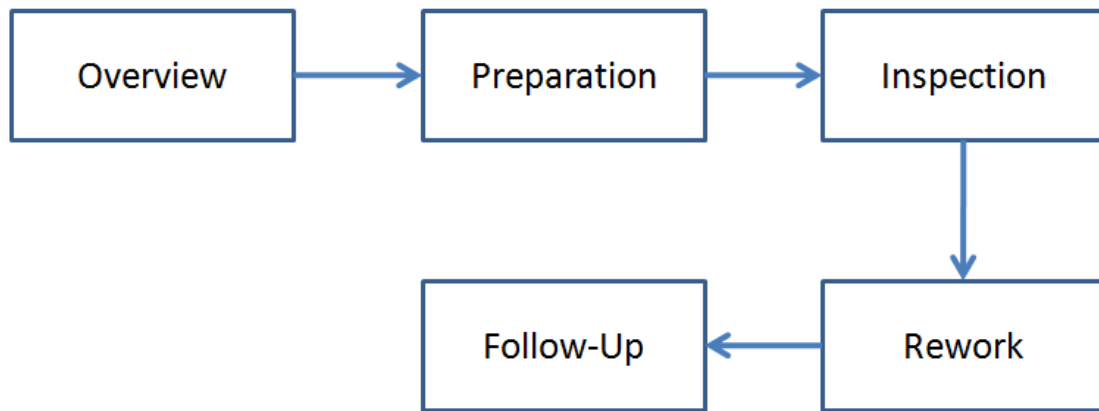 Overview
Preparation
Inspection
Rework
Follow-Up